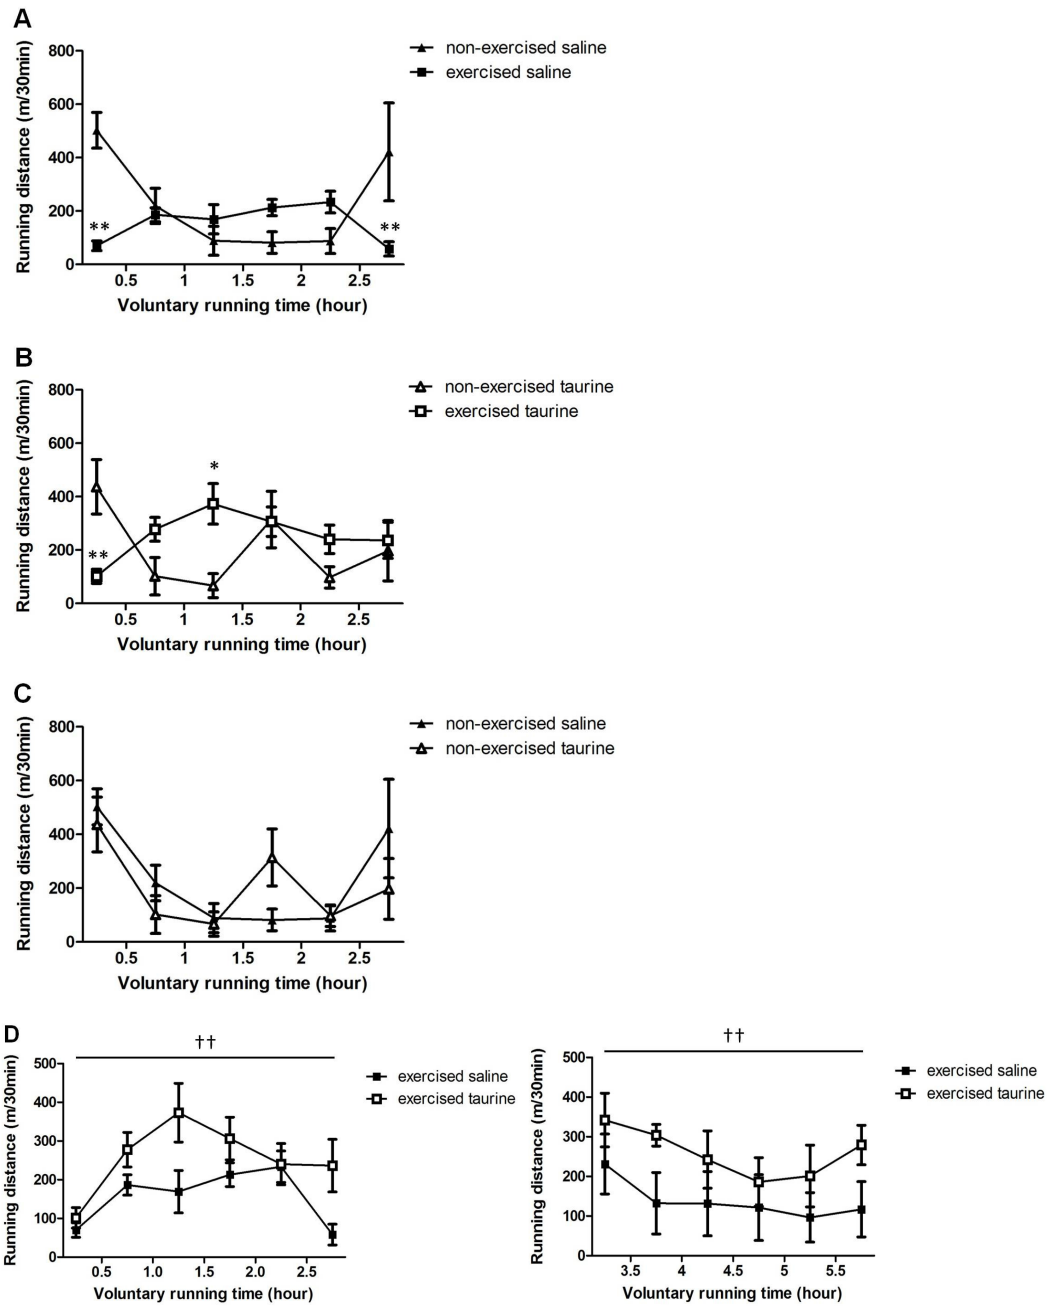 A
Running distance (m/30min)
800
600
400
200
0
**
**
0.5 1 1.5 2 2.5
Voluntary running time (hour)
non-exercised saline
exercised saline
B
Running distance (m/30min)
800
600
400
200
0
*
**
0.5 1 1.5 2 2.5
Voluntary running time (hour)
non-exercised taurine
exercised taurine
C
Running distance (m/30min)
800
600
400
200
0
0.5 1 1.5 2 2.5
Voluntary running time (hour)
non-exercised saline
non-exercised taurine
D
Running distance (m/30min)
††
500
400
300
200
100
0
0.5 1.0 1.5 2.0 2.5
Voluntary running time (hour)
exercised saline
exercised taurine
Running distance (m/30min)
††
500
400
300
200
100
0
3.5 4 4.5 5 5.5
Voluntary running time (hour)
exercised saline
exercised taurine